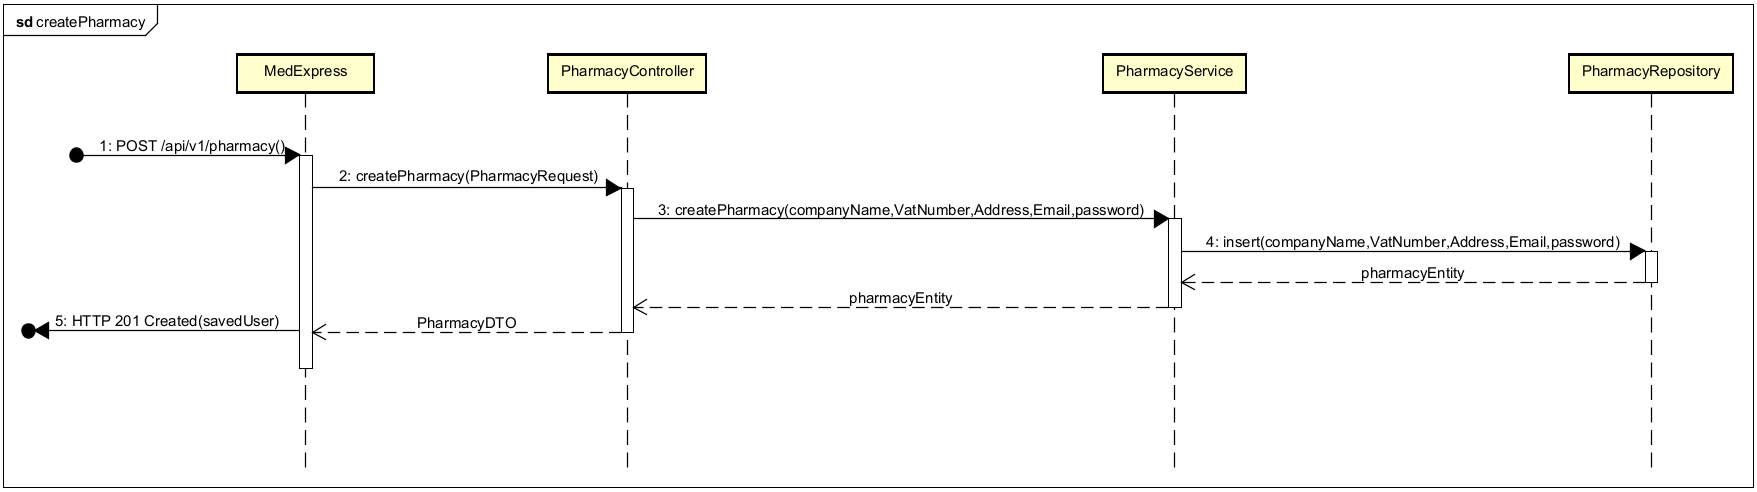 sd createPharmacy
MedExpress
PharmacyController
PharmacyService
PharmacyRepository
1: POST /api/v1/pharmacy()
2: createPharmacy(PharmacyRequest)
3: createPharmacy(companyName,VatNumber,Address,Email,password)
4: insert(companyName,VatNumber,Address,Email,password)
pharmacyEntity
pharmacyEntity
PharmacyDTO
5: HTTP 201 Created(savedUser)